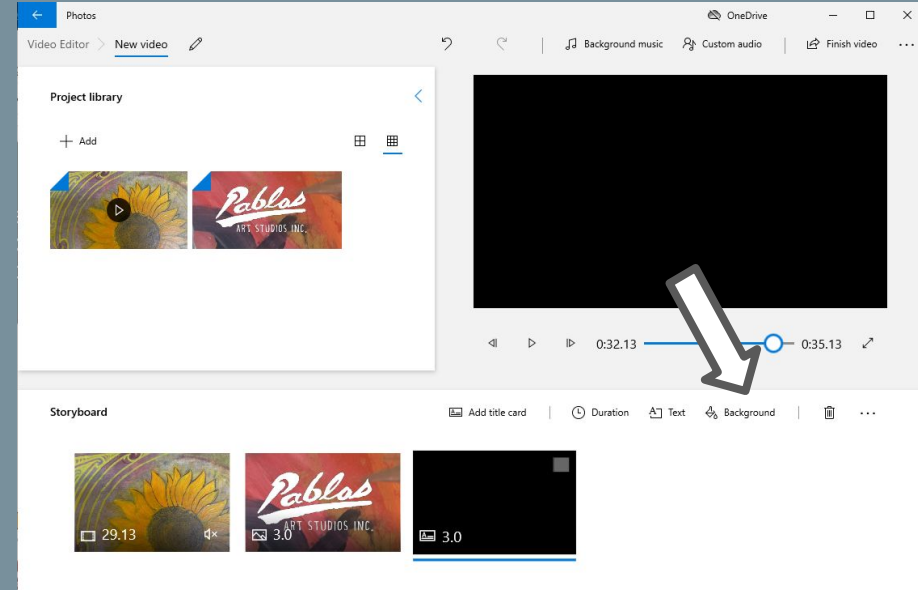 Photos
OneDrive
Video Editor New video
Background music Custom audio Finish video
Project library
Add
Pablos
ART STUDIOS INC.
0:32.13 0:35.13
Storyboard
Add title card Duration Text Background
29.13
Pablos
ART STUDIOS INC.
3.0
3.0